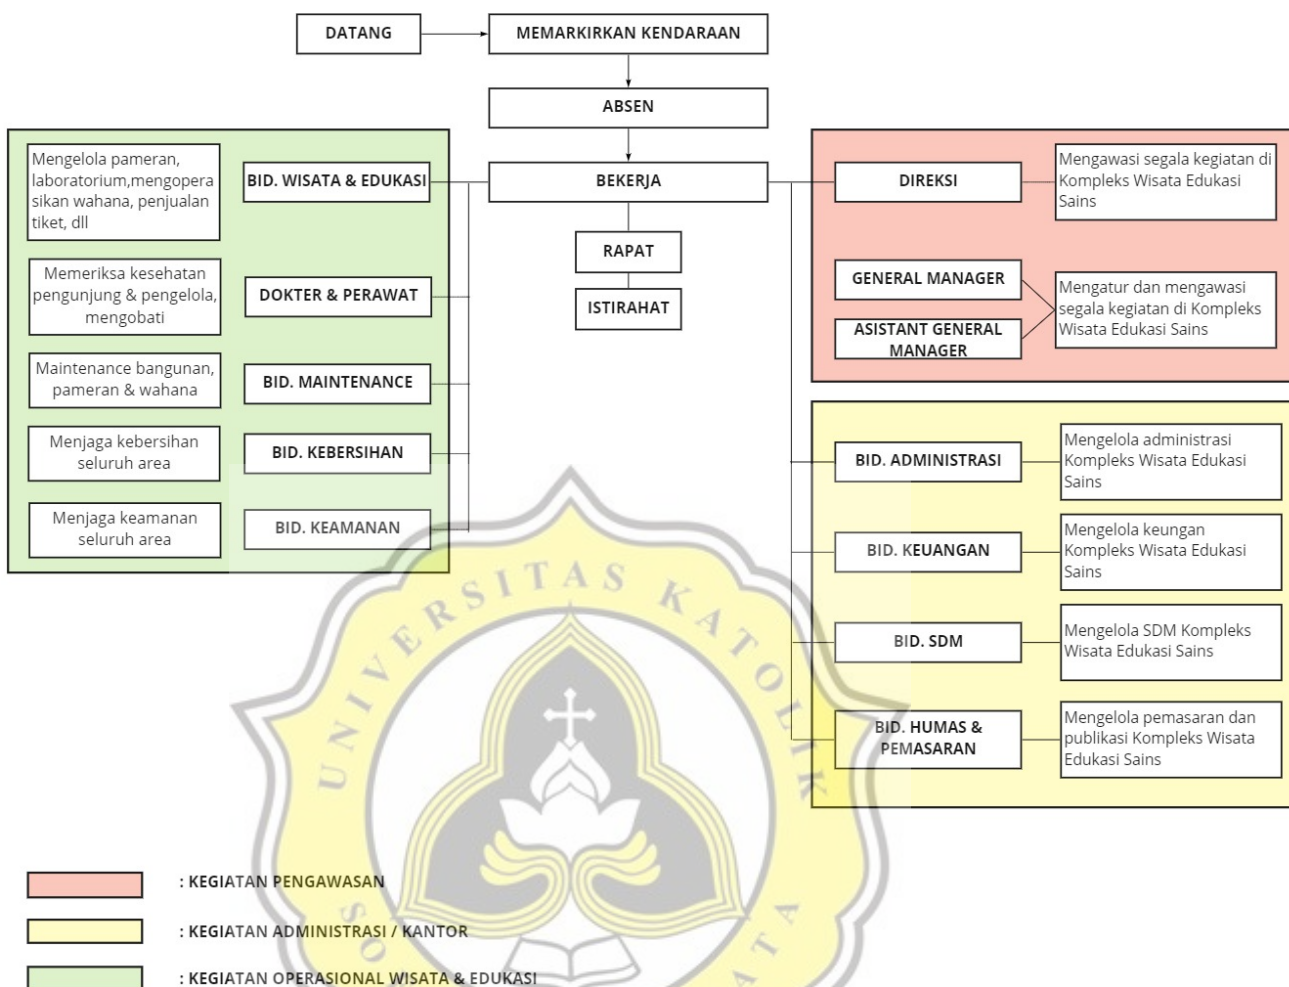 DATANG
MEMARKIRKAN KENDARAAN
ABSEN
BEKERJA
RAPAT
ISTIRAHAT
Mengelola pameran,
laboratorium,mengopera
sikan wahana, penjualan
tiket, dll
BID. WISATA & EDUKASI
Memeriksa kesehatan
pengunjung & pengelola,
mengobati
DOKTER & PERAWAT
Maintenance bangunan,
pameran & wahana
BID. MAINTENANCE
Menjaga kebersihan
seluruh area
BID. KEBERSIHAN
Menjaga keamanan
seluruh area
BID. KEAMANAN
DIREKSI
Mengawasi segala kegiatan di
Kompleks Wisata Edukasi
Sains
GENERAL MANAGER
ASISTANT GENERAL
MANAGER
Mengatur dan mengawasi
segala kegiatan di Kompleks
Wisata Edukasi Sains
BID. ADMINISTRASI
Mengelola administrasi
Kompleks Wisata Edukasi
Sains
BID. KEUANGAN
Mengelola keungan
Kompleks Wisata Edukasi
Sains
BID. SDM
Mengelola SDM Kompleks
Wisata Edukasi Sains
BID. HUMAS &
PEMASARAN
Mengelola pemasaran dan
publikasi Kompleks Wisata
Edukasi Sains
UNIVERSITAS KATOLIK
: KEGIATAN PENGAWASAN
: KEGIATAN ADMINISTRASI / KANTOR
: KEGIATAN OPERASIONAL WISATA & EDUKASI